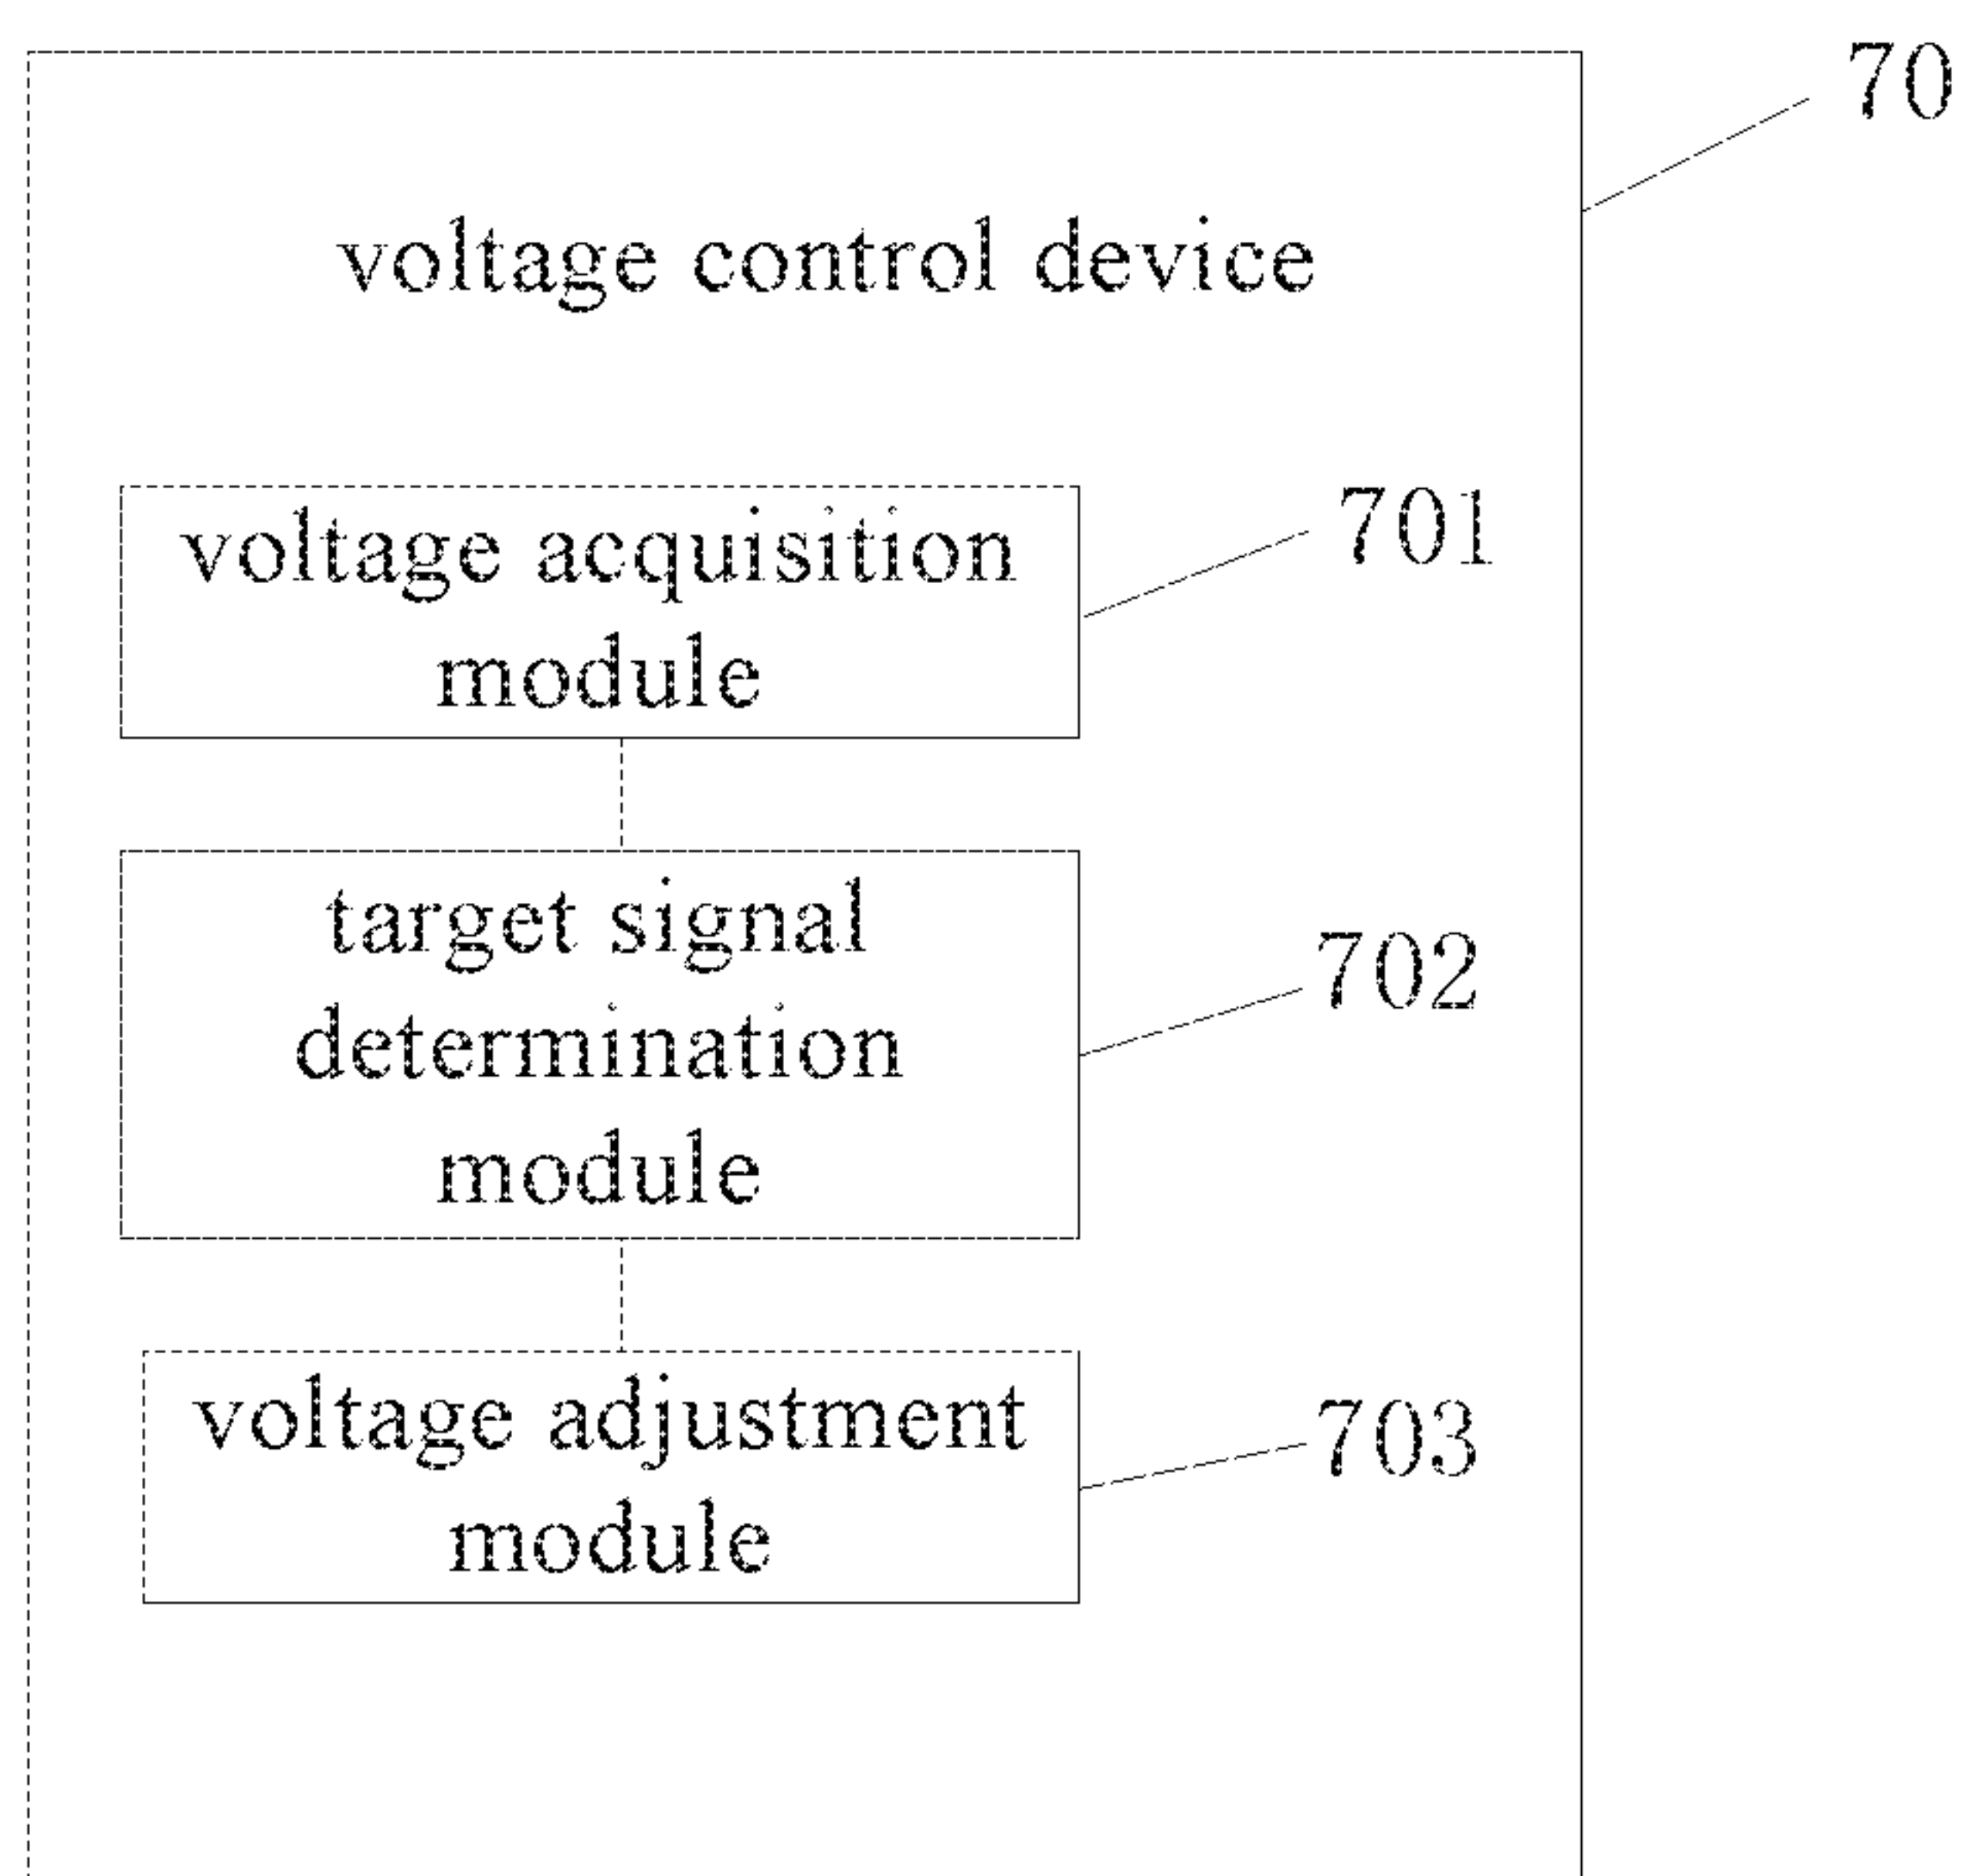 70
voltage control device
voltage acquisition
module
701
target signal
determination
module
702
voltage adjustment
module
703